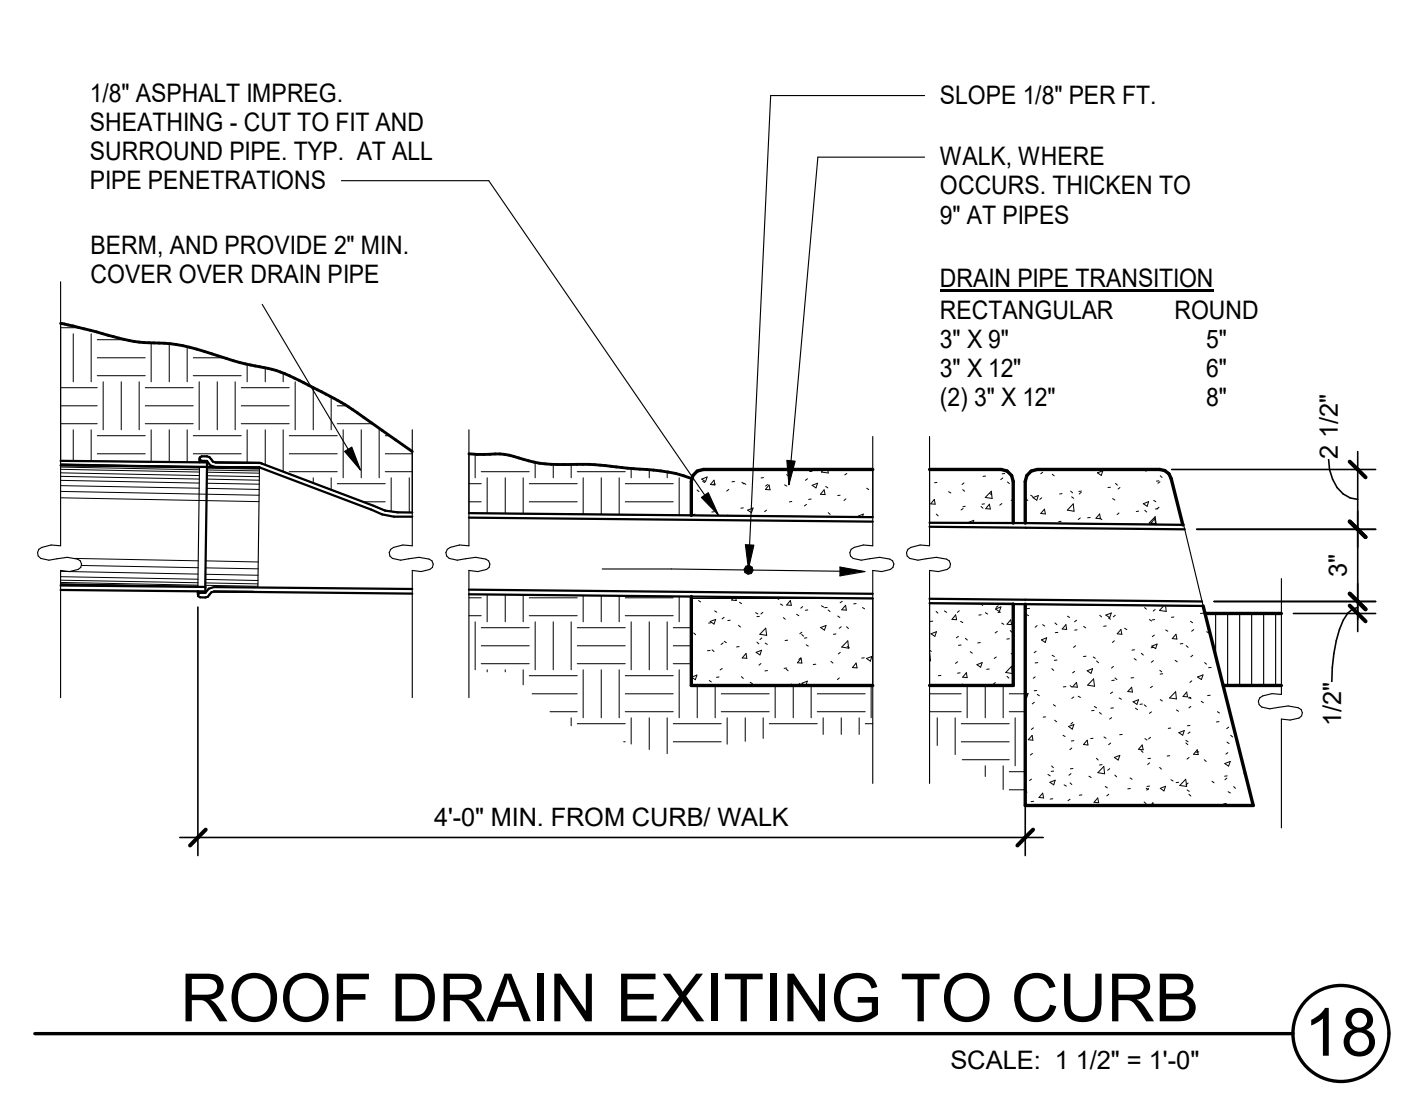 1/8" ASPHALT IMPREG.
SHEATHING - CUT TO FIT AND
SURROUND PIPE. TYP. AT ALL
PIPE PENETRATIONS
BERM, AND PROVIDE 2" MIN.
COVER OVER DRAIN PIPE
SLOPE 1/8" PER FT.
WALK, WHERE
OCCURS. THICKEN TO
9" AT PIPES
DRAIN PIPE TRANSITION
RECTANGULAR ROUND
3" X 9" 5"
3" X 12" 6"
(2) 3" X 12" 8"
2 1/2"
3"
1/2"
4'-0" MIN. FROM CURB/ WALK
ROOF DRAIN EXITING TO CURB
18
SCALE: 1 1/2" = 1'-0"